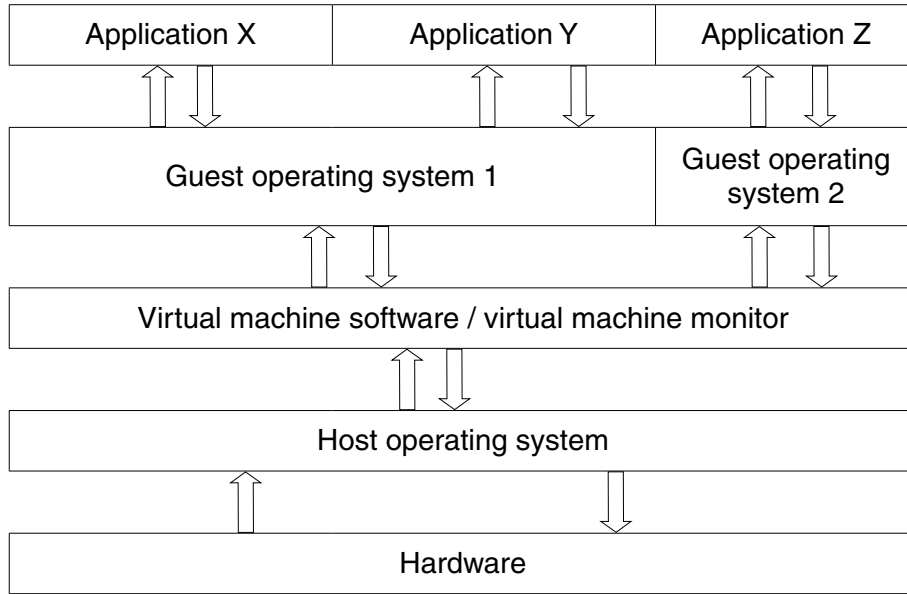 Application X
Application Y
Application Z
Guest operating system 1
Guest operating
system 2
Virtual machine software / virtual machine monitor
Host operating system
Hardware